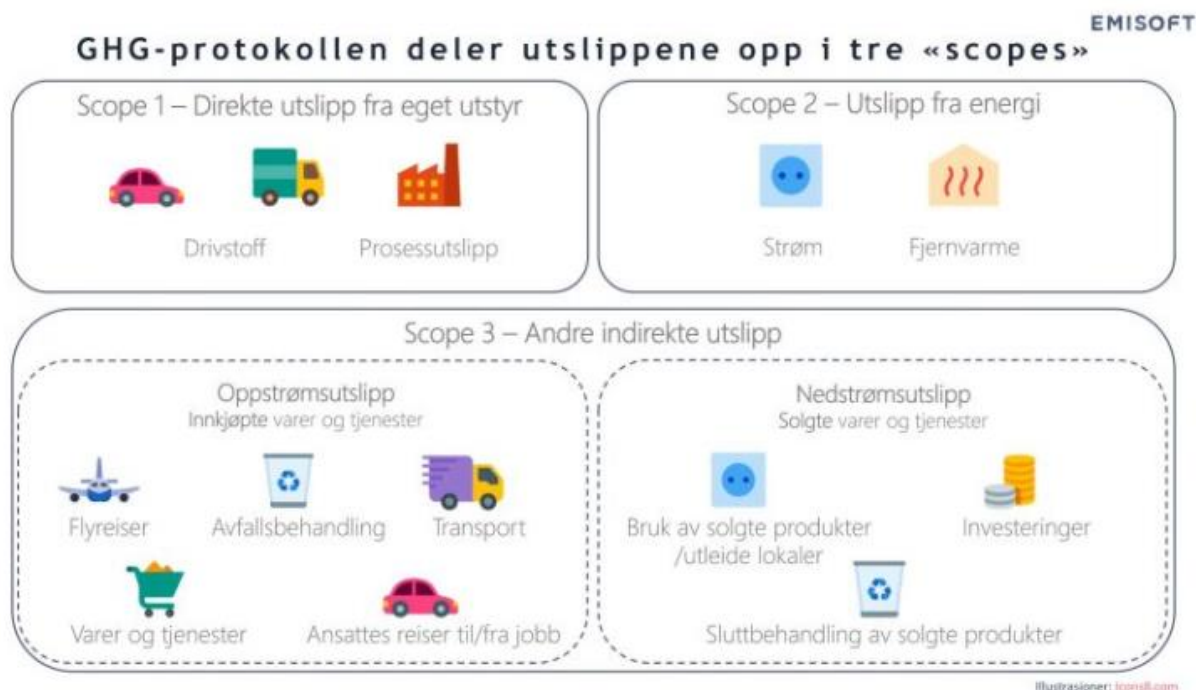 EMISOFT
GHG-protokollen deler utslippene opp i tre «scopes»
Scope 1 – Direkte utslipp fra eget utstyr
Drivstoff
Prosessutslipp
Scope 2 – Utslipp fra energi
Strøm
Fjernvarme
Scope 3 – Andre indirekte utslipp
Oppstrømsutslipp
Innkjøpte varer og tjenester
Flyreiser
Avfallsbehandling
Transport
Varer og tjenester
Ansattes reiser til/fra jobb
Nedstrømsutslipp
Solgte varer og tjenester
Bruk av solgte produkter
/utleide lokaler
Investeringer
Sluttbehandling av solgte produkter
Illustrasjoner: icons8.com